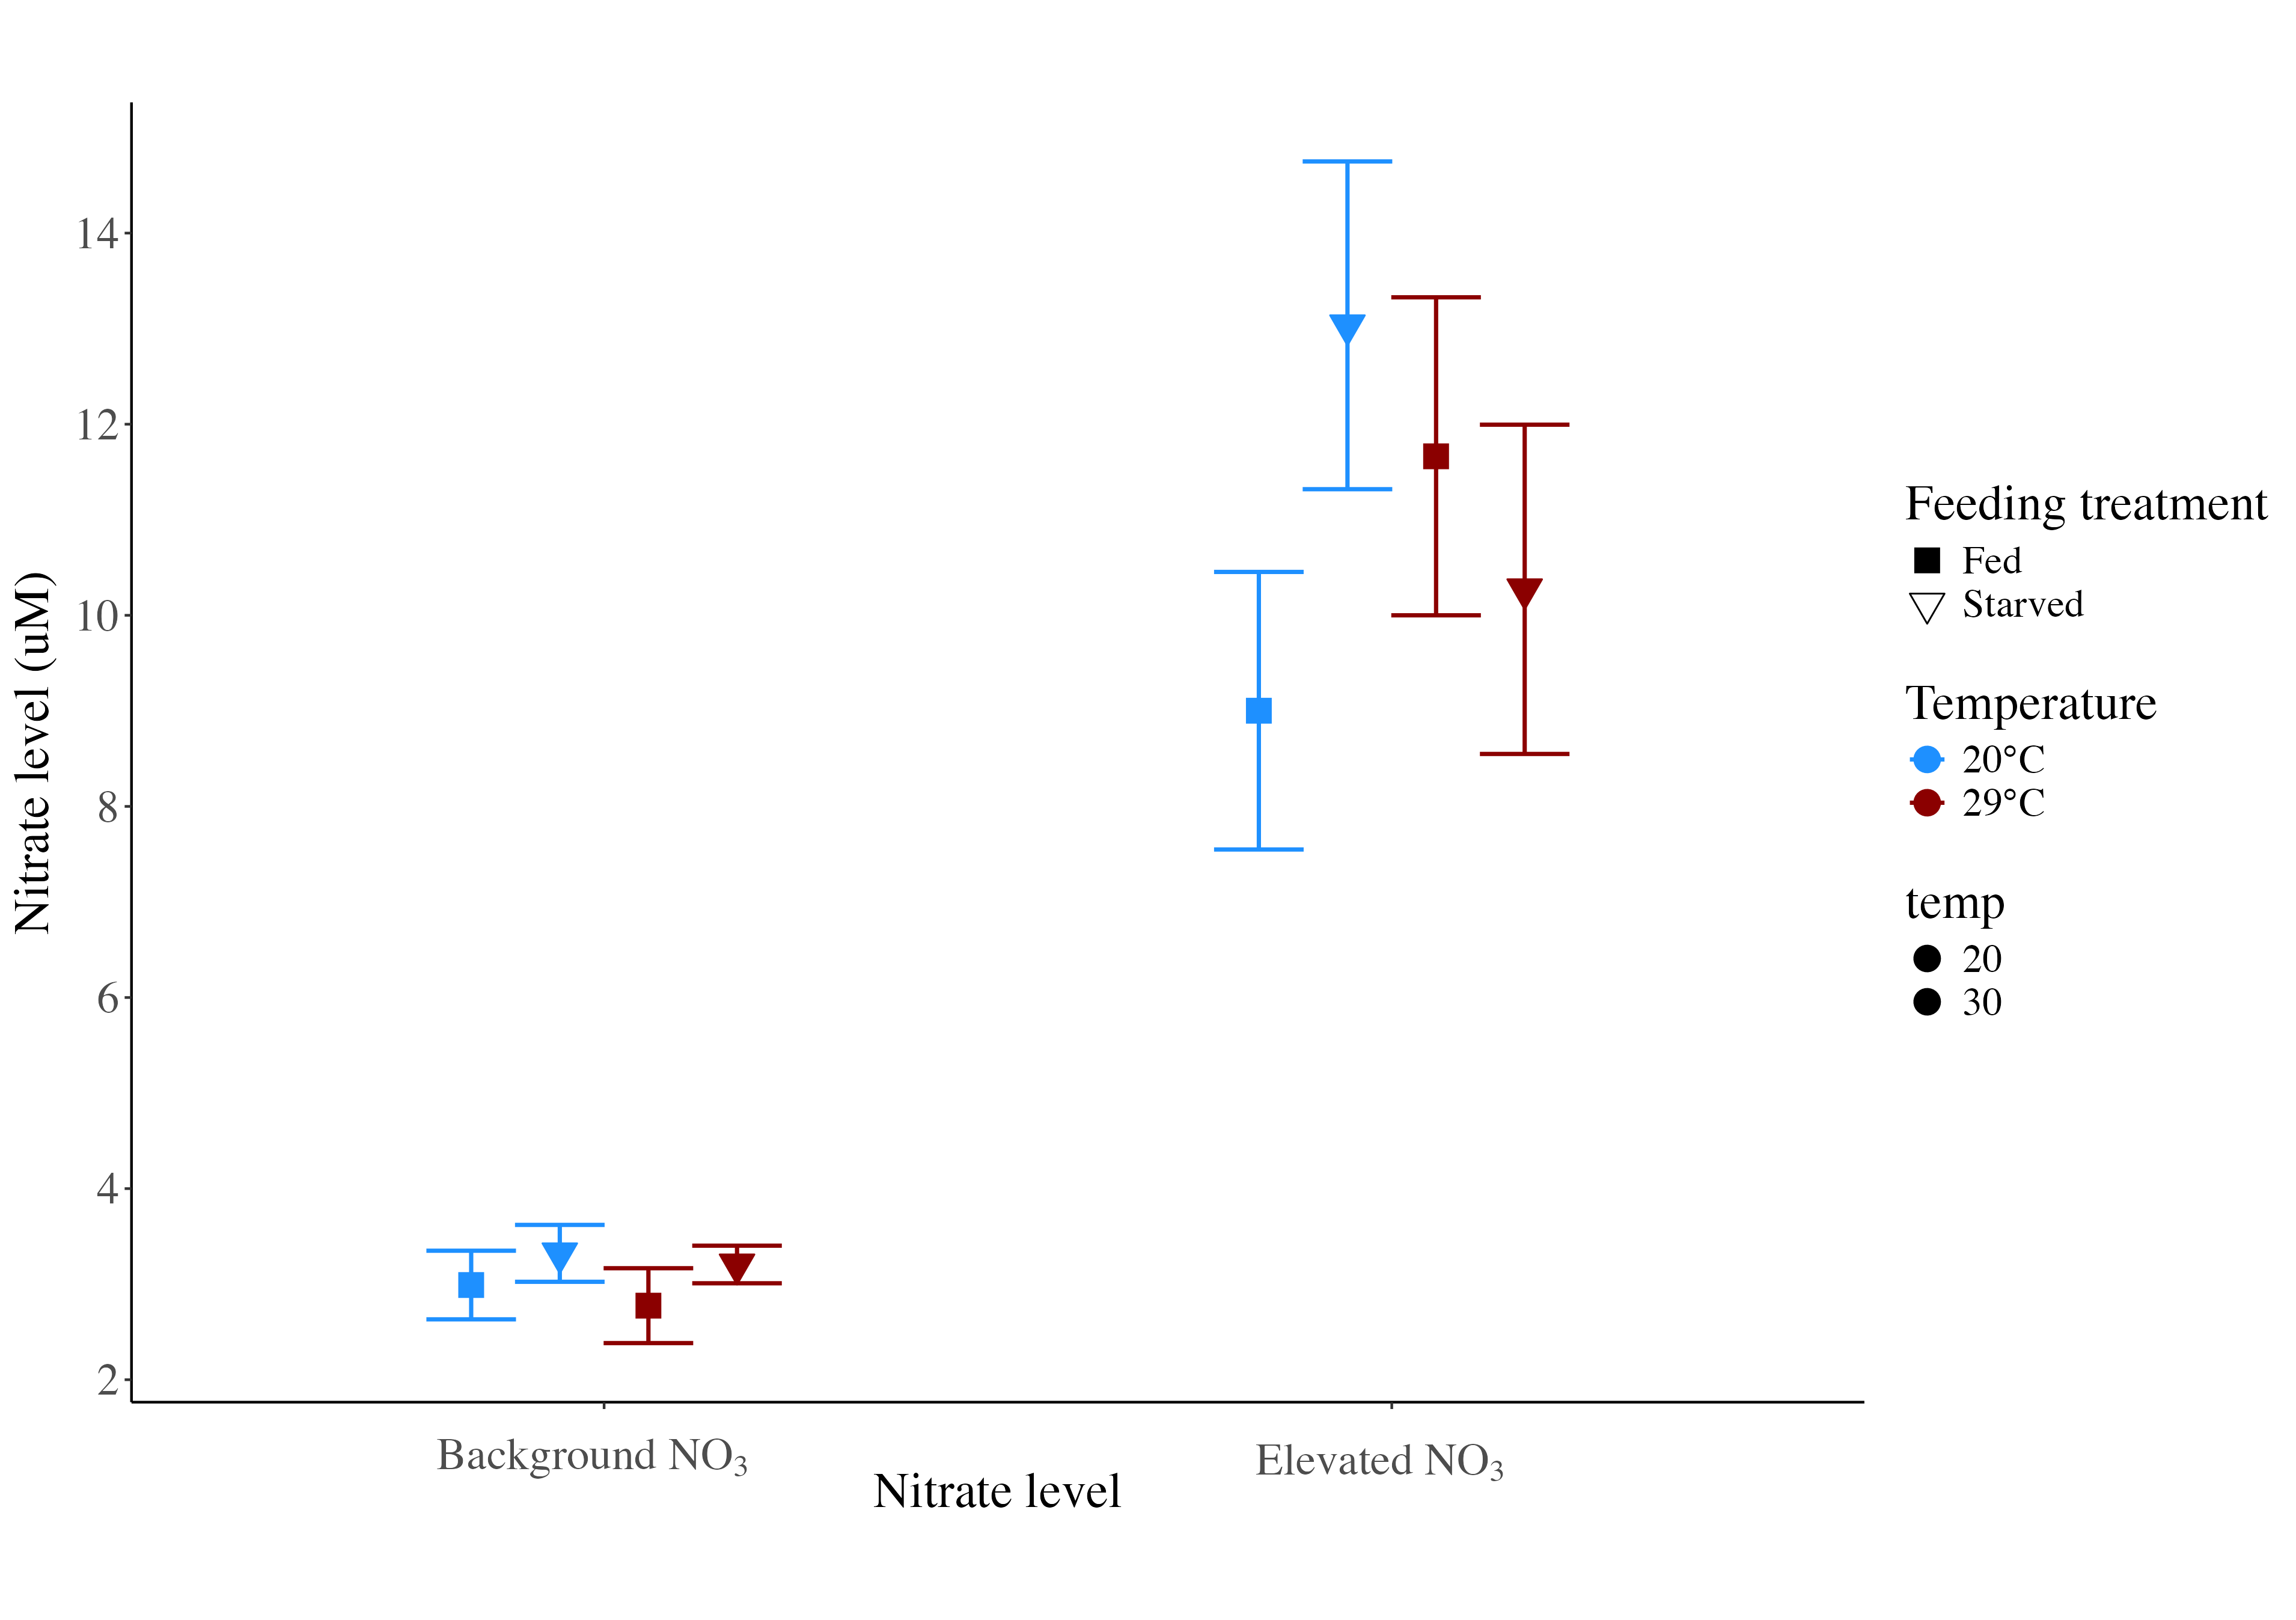 Nitrate level (uM)
14
12
10
8
6
4
2
Background NO₃
Elevated NO₃
Nitrate level
Feeding treatment
Fed
Starved
Temperature
20°C
29°C
temp
20
30